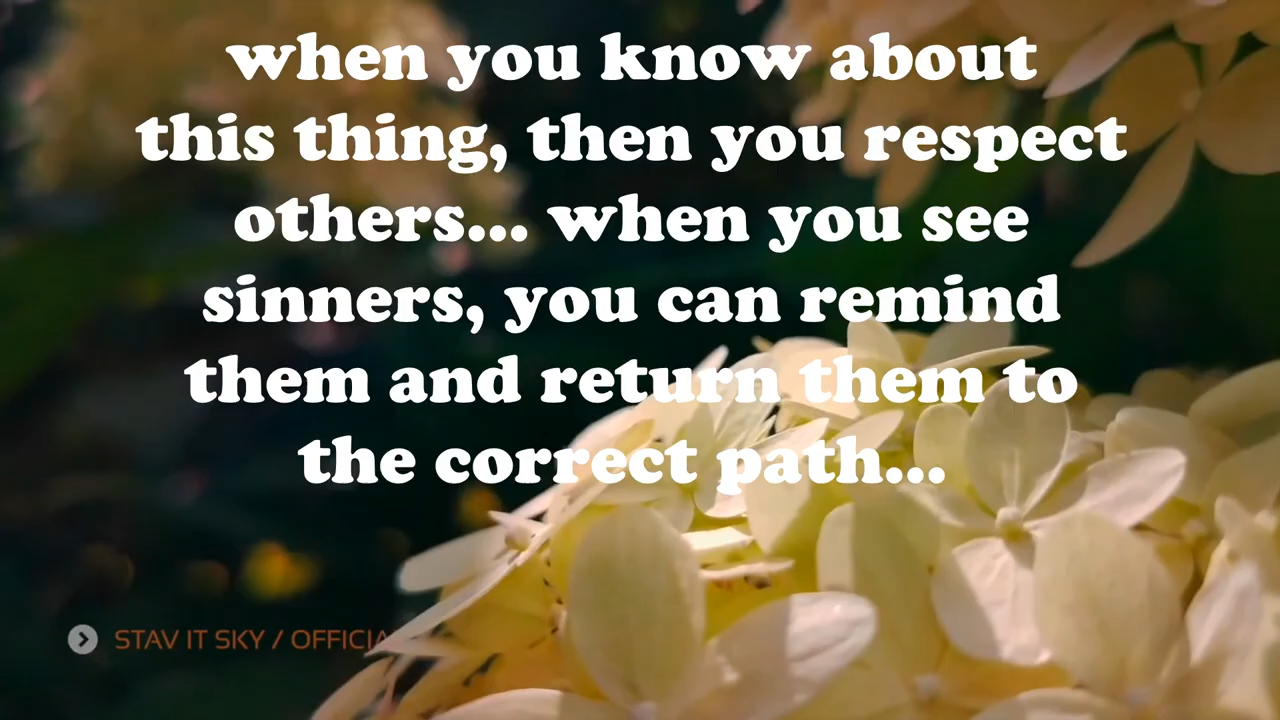 when you know about
this thing, then you respect
others... when you see
sinners, you can remind
them and return them to
the correct path...
STAV IT SKY / OFFICIA